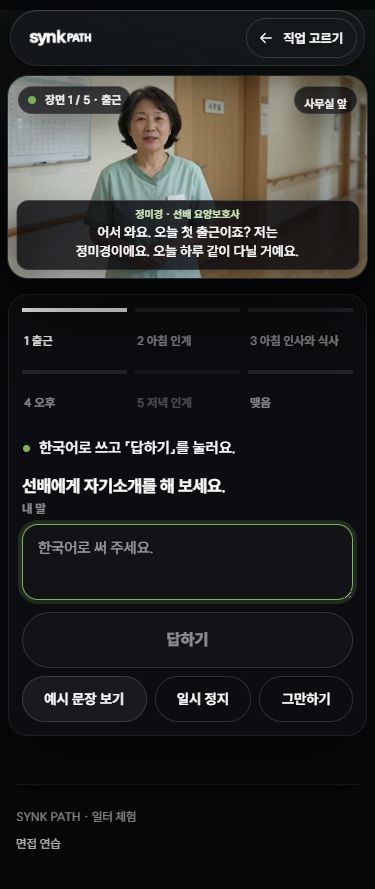 synk PATH
← 직업 고르기
장면 1 / 5 · 출근
사무실 앞
정미경 · 선배 요양보호사
어서 와요. 오늘 첫 출근이죠? 저는
정미경이에요. 오늘 하루 같이 다닐 거예요.
1 출근
2 아침 인계
3 아침 인사와 식사
4 오후
5 저녁 인계
맺음
한국어로 쓰고 「답하기」를 눌러요.
선배에게 자기소개를 해 보세요.
내 말
한국어로 써 주세요.
답하기
예시 문장 보기
일시 정지
그만하기
SYNK PATH · 일터 체험
면접 연습